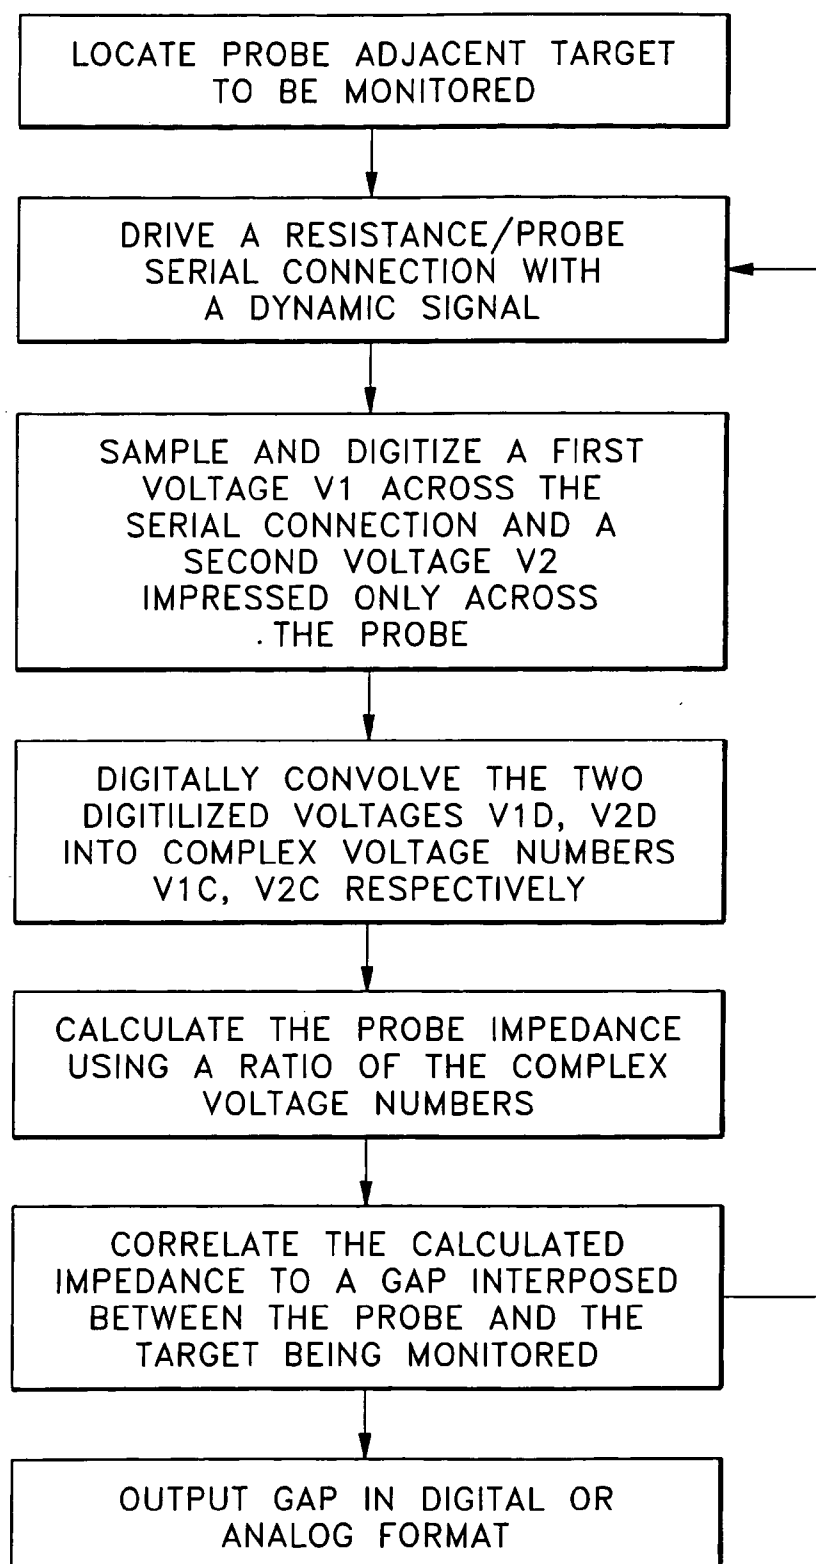 LOCATE PROBE ADJACENT TARGET
TO BE MONITORED
DRIVE A RESISTANCE/PROBE
SERIAL CONNECTION WITH
A DYNAMIC SIGNAL
SAMPLE AND DIGITIZE A FIRST
VOLTAGE V1 ACROSS THE
SERIAL CONNECTION AND A
SECOND VOLTAGE V2
IMPRESSED ONLY ACROSS
THE PROBE
DIGITALLY CONVOLVE THE TWO
DIGITILIZED VOLTAGES V1D, V2D
INTO COMPLEX VOLTAGE NUMBERS
V1C, V2C RESPECTIVELY
CALCULATE THE PROBE IMPEDANCE
USING A RATIO OF THE COMPLEX
VOLTAGE NUMBERS
CORRELATE THE CALCULATED
IMPEDANCE TO A GAP INTERPOSED
BETWEEN THE PROBE AND THE
TARGET BEING MONITORED
OUTPUT GAP IN DIGITAL OR
ANALOG FORMAT